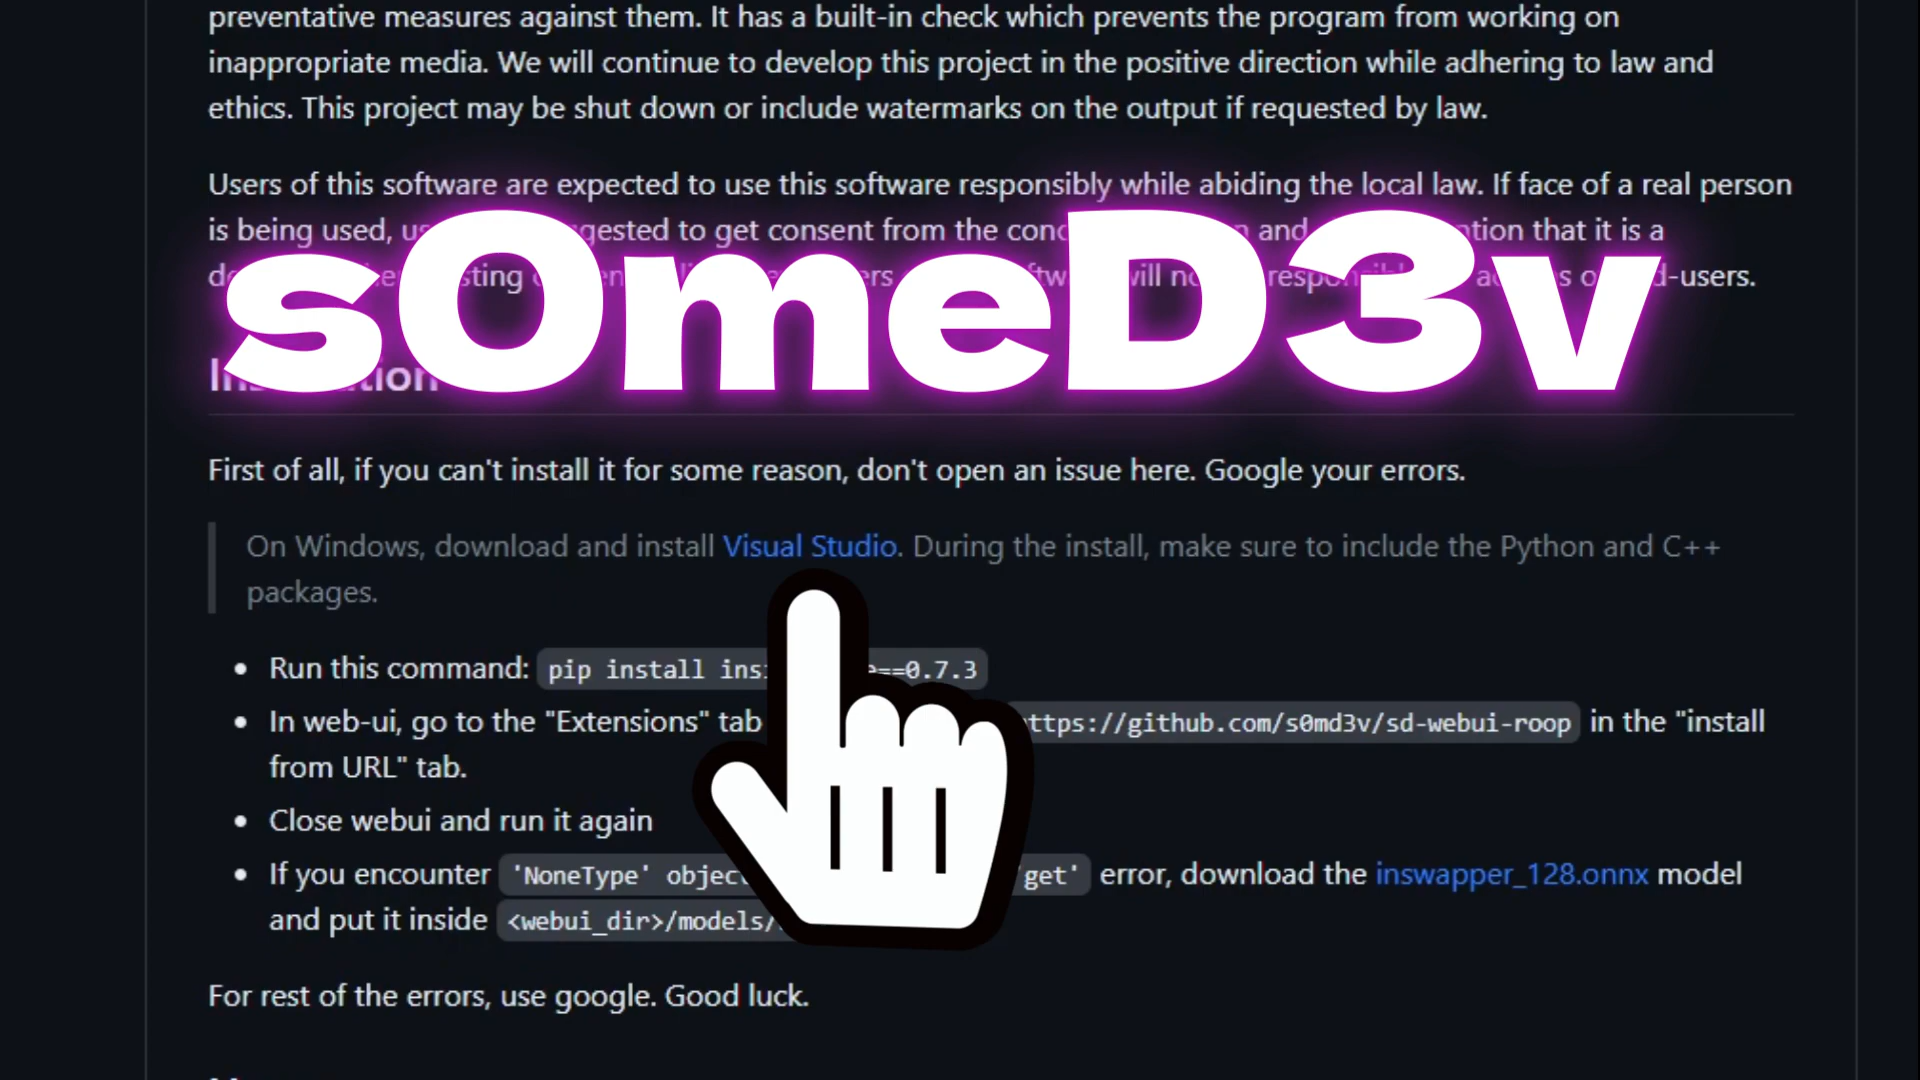 preventative measures against them. It has a built-in check which prevents the program from working on
inappropriate media. We will continue to develop this project in the positive direction while adhering to law and
ethics. This project may be shut down or include watermarks on the output if requested by law.
Users of this software are expected to use this software responsibly while abiding the local law. If face of a real person
is being used, suggested to get consent from the and that it is a
users.
sOmeD3v
Installation
First of all, if you can't install it for some reason, don't open an issue here. Google your errors.
On Windows, download and install Visual Studio. During the install, make sure to include the Python and C++
packages.
• Run this command: pip install ==0.7.3
• In web-ui, go to the "Extensions" tab https://github.com/s0md3v/sd-webui-roop in the "install
from URL" tab.
• Close webui and run it again
• If you encounter 'NoneType' object 'get' error, download the inswapper_128.onnx model
and put it inside <webui_dir>/models/
For rest of the errors, use google. Good luck.